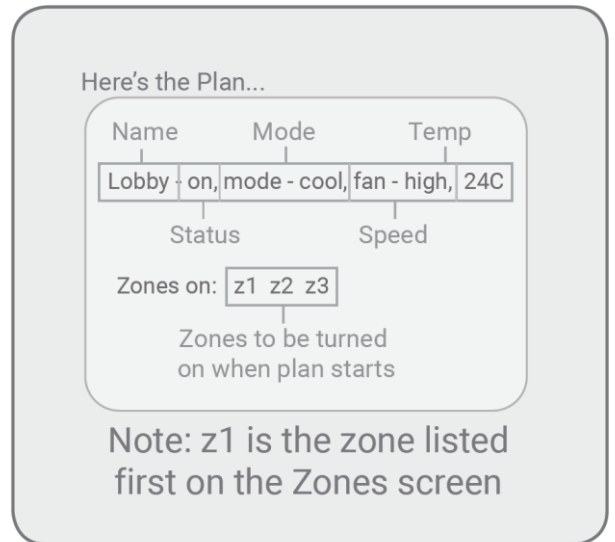 Here’s the Plan...
Name Mode Temp
Lobby - on, mode - cool, fan - high, 24C
Status Speed
Zones on: z1 z2 z3
Zones to be turned
on when plan starts
Note: z1 is the zone listed
first on the Zones screen